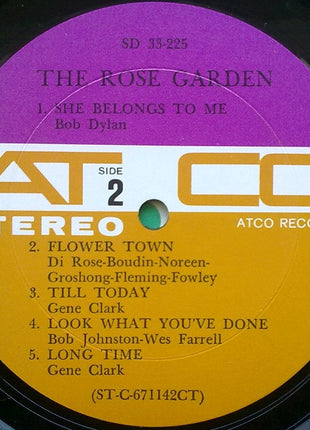 SD 33-225
THE ROSE GARDEN
1. SHE BELONGS TO ME
Bob Dylan
AT CO
SIDE
2
STEREO
ATCO RECO
2. FLOWER TOWN
Di Rose-Boudin-Noreen-
Groshong-Fleming-Fowley
3. TILL TODAY
Gene Clark
4. LOOK WHAT YOU'VE DONE
Bob Johnston-Wes Farrell
5. LONG TIME
Gene Clark
(ST-C-671142CT)